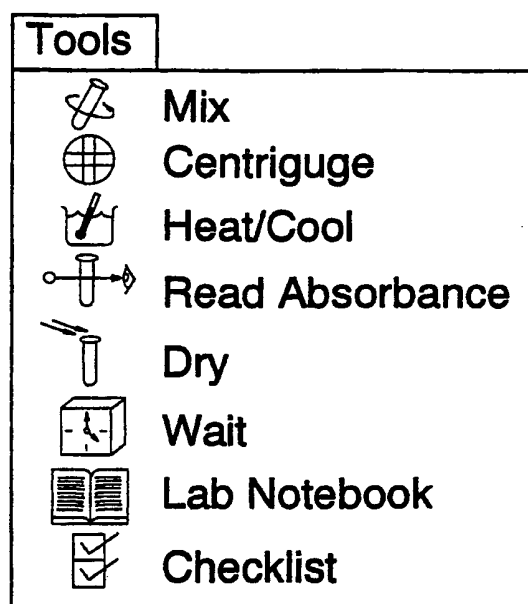 Tools
Mix
Centriguge
Heat/Cool
Read Absorbance
Dry
Wait
Lab Notebook
Checklist